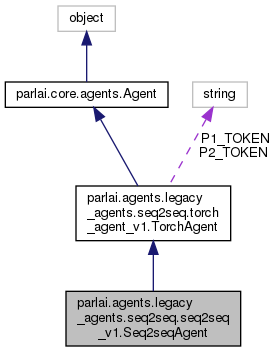 object
parlai.core.agents.Agent
string
P1_TOKEN
P2_TOKEN
parlai.agents.legacy
_agents.seq2seq.torch
_agent_v1.TorchAgent
parlai.agents.legacy
_agents.seq2seq.seq2seq
_v1.Seq2seqAgent